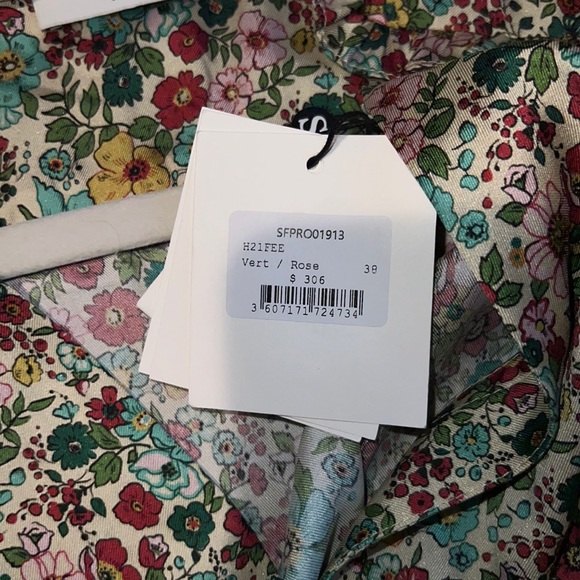 SFPRO01913
H21FEE
Vert / Rose 38
$ 306
3 607171 724734